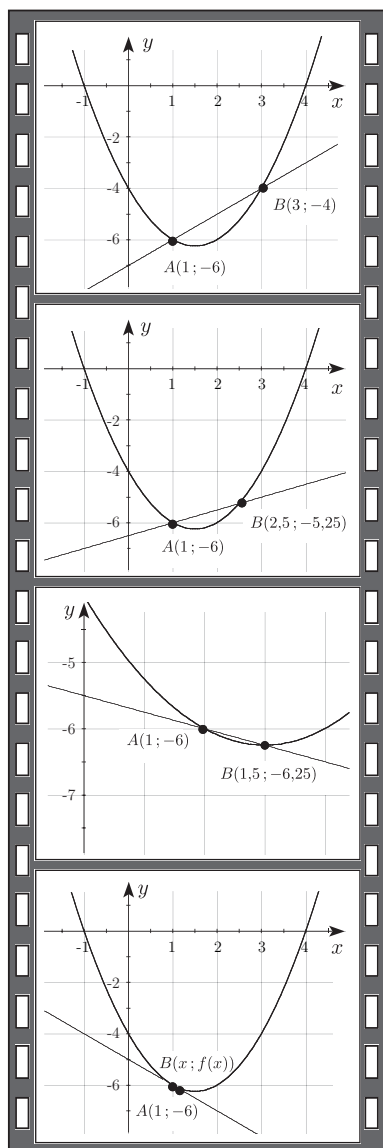 y
-1 1 2 3 4 x
-2
-4
B(3 ; −4)
-6
A(1 ; −6)
y
-1 1 2 3 4 x
-2
-4
-6
B(2,5 ; −5,25)
A(1 ; −6)
y
-5
-6
A(1 ; −6)
B(1,5 ; −6,25)
-7
y
-1 1 2 3 4 x
-2
-4
B(x ; f(x))
-6
A(1 ; −6)